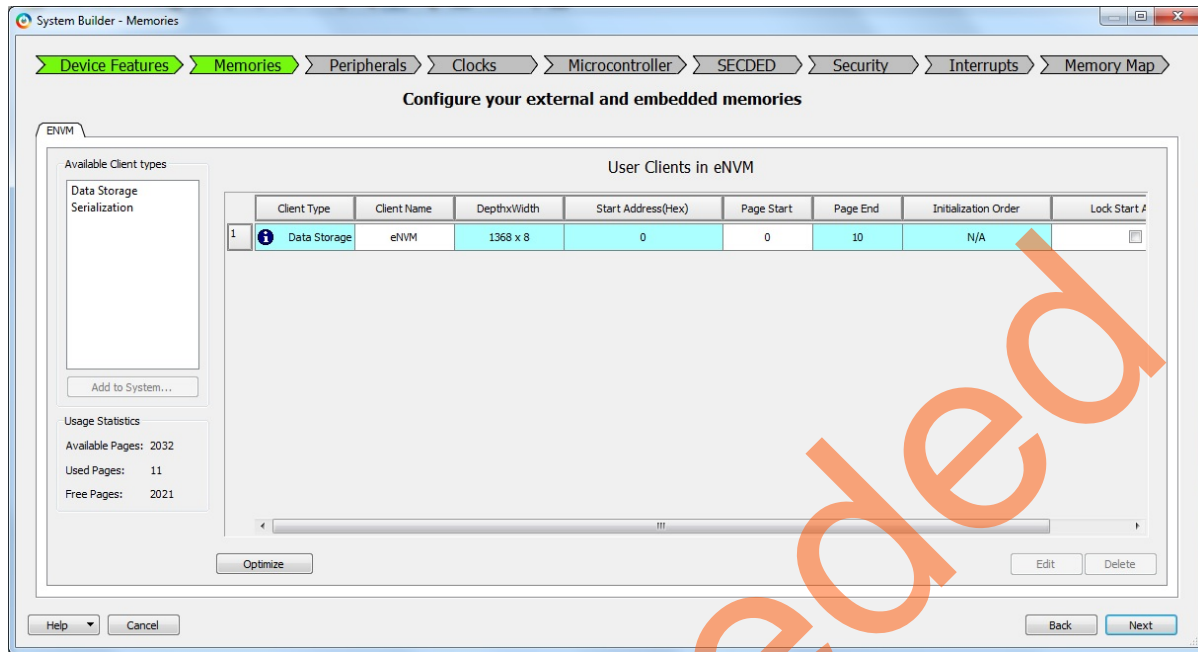 System Builder - Memories
Device Features Memories Peripherals Clocks Microcontroller SECDED Security Interrupts Memory Map
Configure your external and embedded memories
ENVM
Available Client types
Data Storage
Serialization
Add to System...
Usage Statistics
Available Pages: 2032
Used Pages: 11
Free Pages: 2021
User Clients in eNVM
Client Type Client Name DepthxWidth Start Address(Hex) Page Start Page End Initialization Order Lock Start A
1 Data Storage eNVM 1368 x 8 0 0 10 N/A
Optimize Edit Delete
Help Cancel Back Next
ded